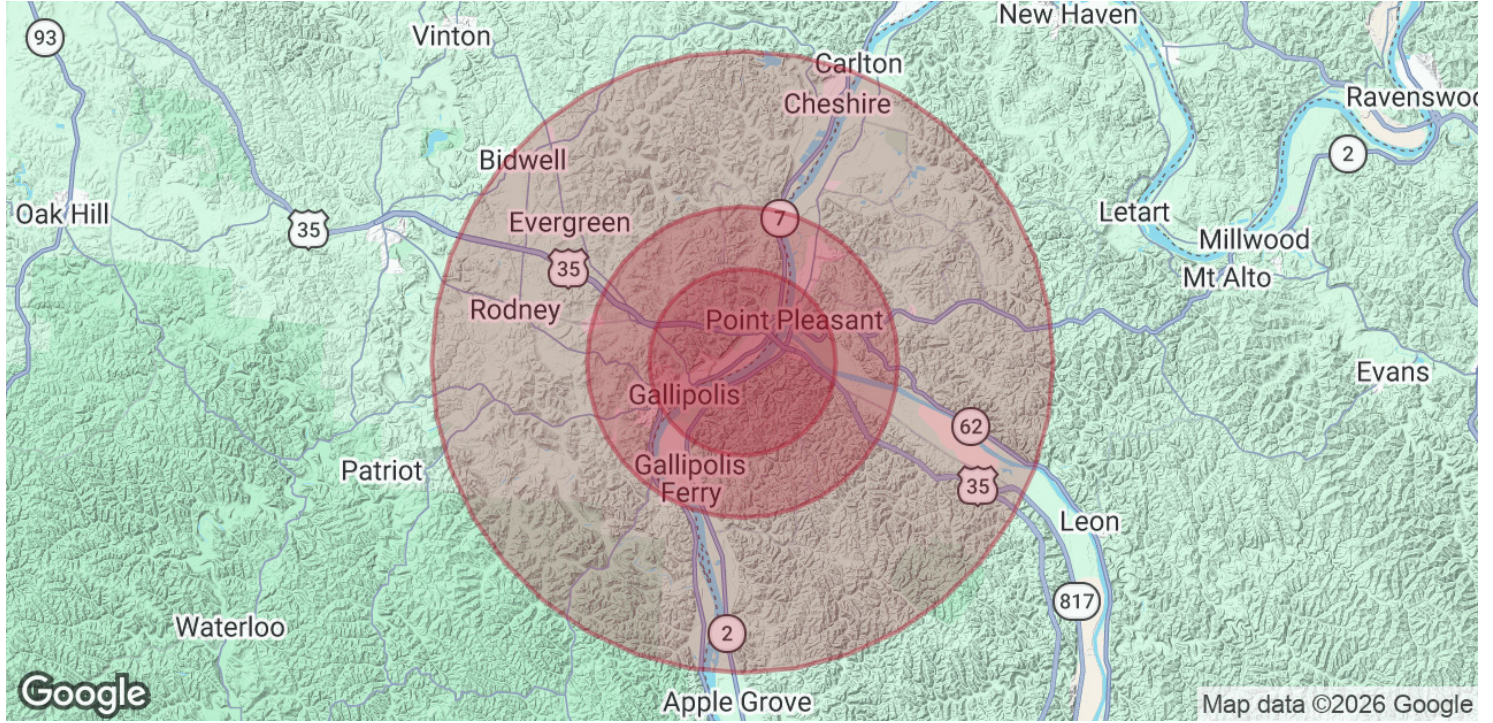 New Haven
93
Vinton
Carlton
Cheshire
Ravenswoo
2
Bidwell
Oak Hill
Evergreen
35
7
Letart
Millwood
35
Mt Alto
Rodney
Point Pleasant
Evans
Gallipolis
62
Patriot
Gallipolis
Ferry
35
Leon
817
Waterloo
2
Google
Apple Grove
Map data ©2026 Google